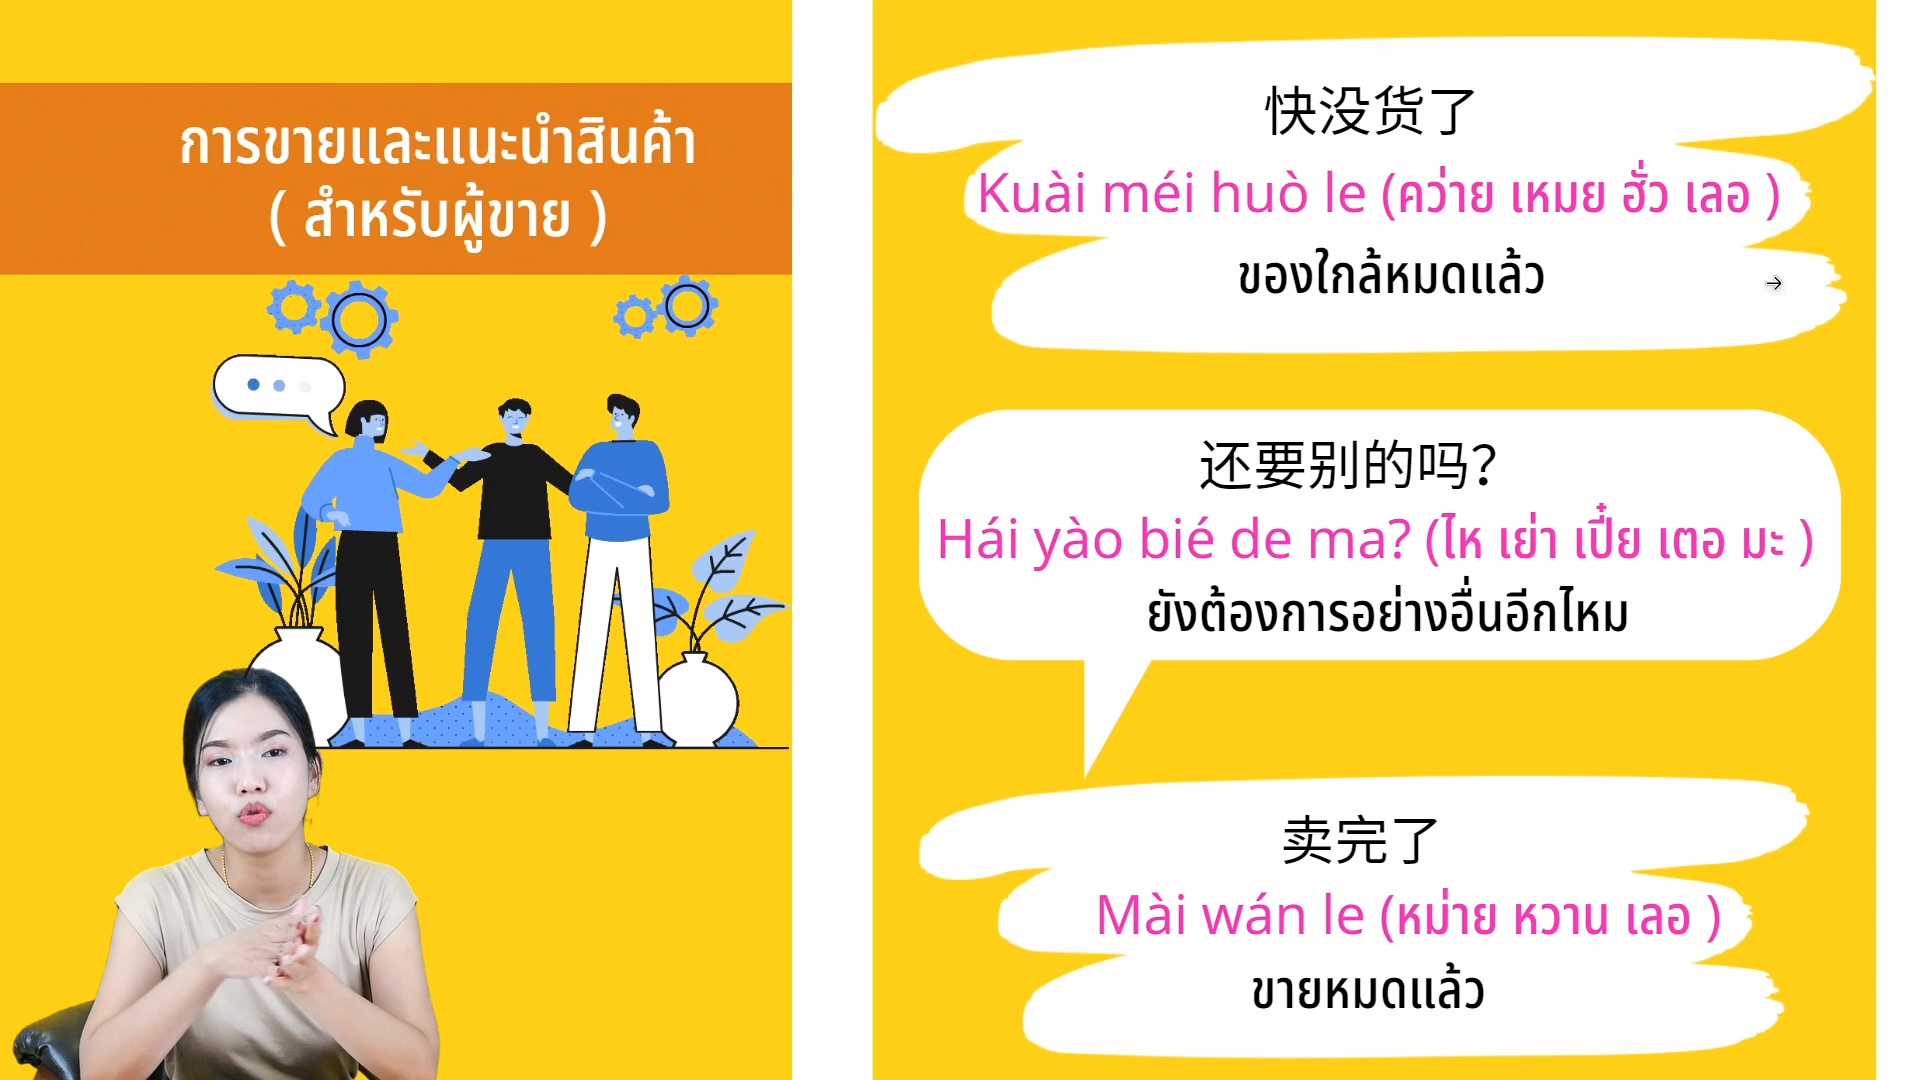 การขายและแนะนำสินค้า
( สำหรับผู้ขาย )
快没货了
Kuài méi huò le (คว่าย เหมย ฮั่ว เลอ )
ของใกล้หมดแล้ว
还要别的吗?
Hái yào bié de ma? (ไห เย่า เปี๋ย เตอ มะ )
ยังต้องการอย่างอื่นอีกไหม
卖完了
Mài wán le (หม่าย หวาน เลอ )
ขายหมดแล้ว